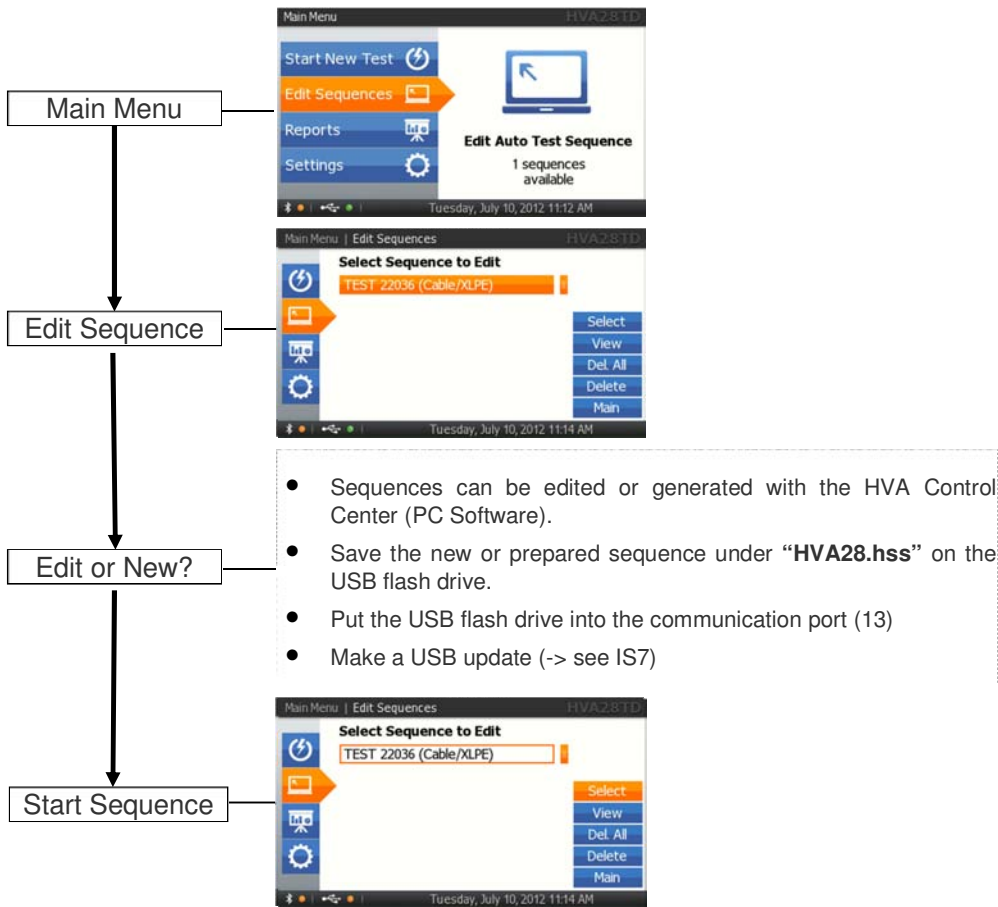 Main Menu HVA28TD
Start New Test
Edit Sequences
Reports
Settings
Edit Auto Test Sequence
1 sequences
available
Tuesday, July 10, 2012 11:12 AM
Main Menu
Main Menu | Edit Sequences HVA28TD
Select Sequence to Edit
TEST 22036 (Cable/XLPE)
Select
View
Del. All
Delete
Main
Tuesday, July 10, 2012 11:14 AM
Edit Sequence
• Sequences can be edited or generated with the HVA Control
Center (PC Software).
• Save the new or prepared sequence under “HVA28.hss” on the
USB flash drive.
• Put the USB flash drive into the communication port (13)
• Make a USB update (-> see IS7)
Edit or New?
Main Menu | Edit Sequences HVA28TD
Select Sequence to Edit
TEST 22036 (Cable/XLPE)
Select
View
Del. All
Delete
Main
Tuesday, July 10, 2012 11:14 AM
Start Sequence